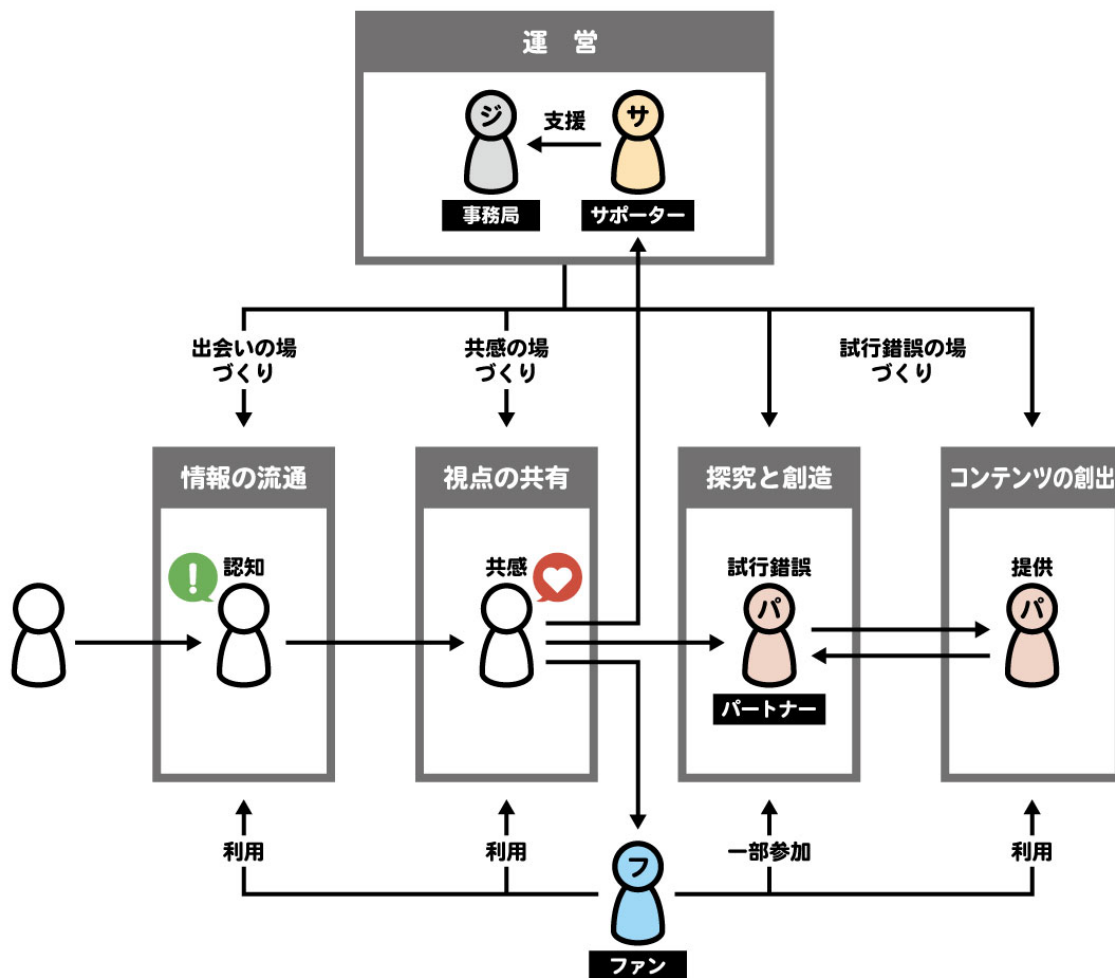 運 営
ジ
支援
サ
事務局
サポーター
出会いの場
づくり
共感の場
づくり
試行錯誤の場
づくり
情報の流通
視点の共有
探究と創造
コンテンツの創出
!
認知
共感
試行錯誤
パ
提供
パ
パートナー
利用
利用
一部参加
利用
フ
ファン